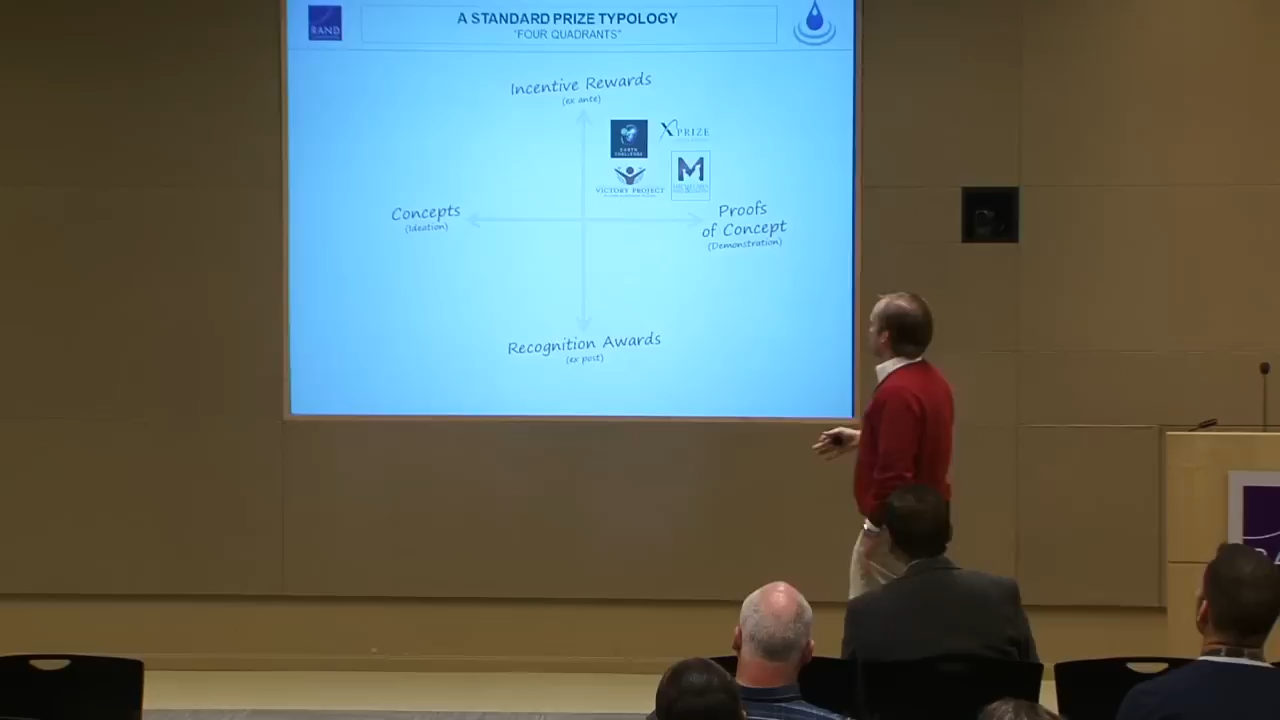 RAND
A STANDARD PRIZE TYPOLOGY
"FOUR QUADRANTS"
Incentive Rewards
(ex ante)
EARTH
CHALLENGE
XPRIZE
VICTORY PROJECT
M
Concepts
(Ideation)
Proofs
of Concept
(Demonstration)
Recognition Awards
(ex post)